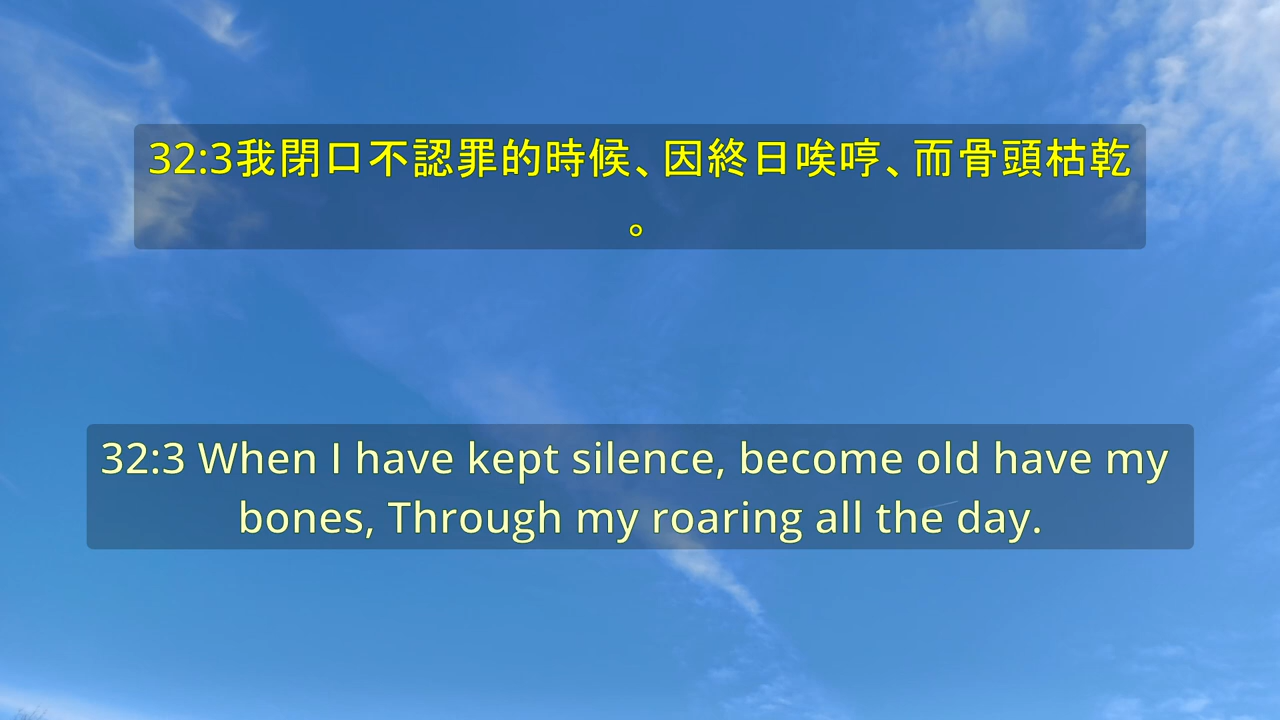 32:3我閉口不認罪的時候、因終日唉哼、而骨頭枯乾
。
32:3 When I have kept silence, become old have my
bones, Through my roaring all the day.